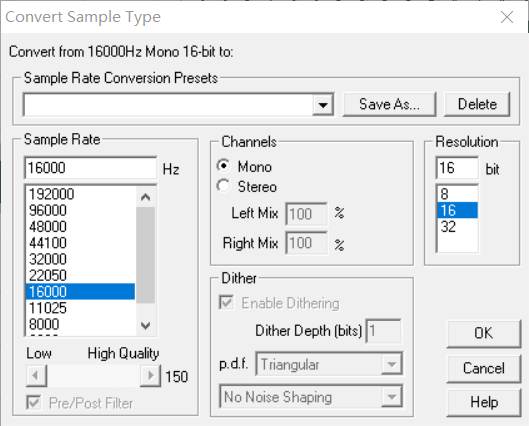 Convert Sample Type
Convert from 16000Hz Mono 16-bit to:
Sample Rate Conversion Presets
Save As...
Delete
Sample Rate
16000 Hz
192000
96000
48000
44100
32000
22050
16000
11025
8000
Low High Quality
150
Pre/Post Filter
Channels
Mono
Stereo
Left Mix 100 %
Right Mix 100 %
Resolution
16 bit
8
16
32
Dither
Enable Dithering
Dither Depth (bits) 1
p.d.f. Triangular
No Noise Shaping
OK
Cancel
Help